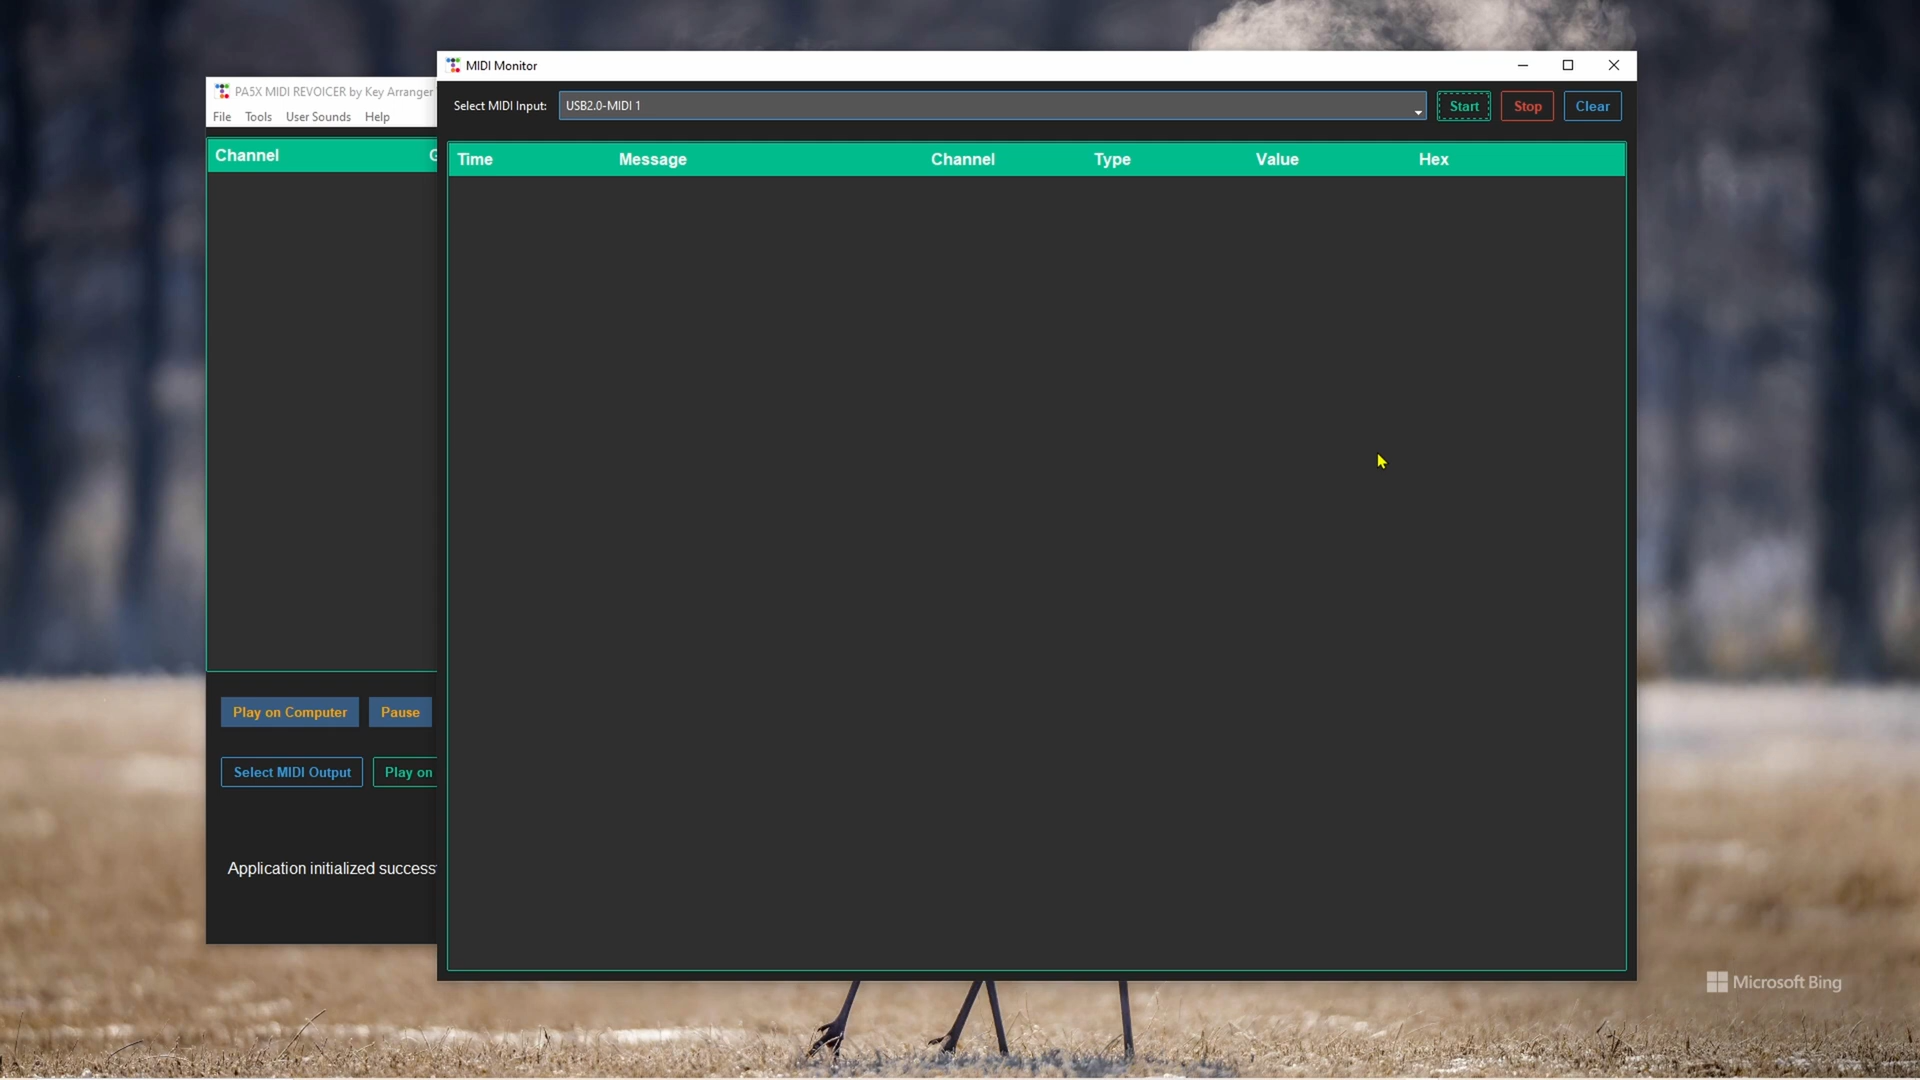 MIDI Monitor
Select MIDI Input: USB2.0-MIDI 1 Start Stop Clear
Time Message Channel Type Value Hex
PA5X MIDI REVOICER by Key Arranger
File Tools User Sounds Help
Channel
Play on Computer Pause
Select MIDI Output Play on
Application initialized success
Microsoft Bing